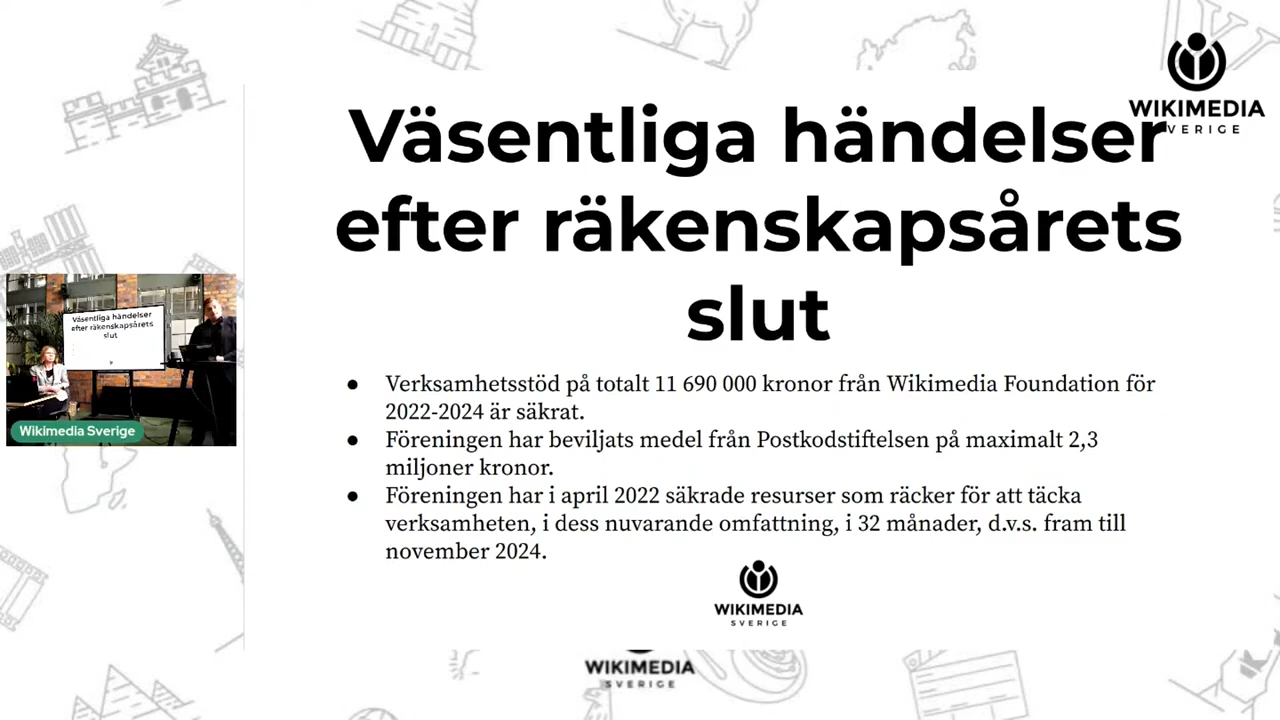 WIKIMEDIA
SVERIGE
Väsentliga händelser
efter räkenskapsårets
slut
Väsentliga händelser
efter räkenskapsårets
slut
Wikimedia Sverige
● Verksamhetsstöd på totalt 11 690 000 kronor från Wikimedia Foundation för
2022-2024 är säkrat.
● Föreningen har beviljats medel från Postkodstiftelsen på maximalt 2,3
miljoner kronor.
● Föreningen har i april 2022 säkrade resurser som räcker för att täcka
verksamheten, i dess nuvarande omfattning, i 32 månader, d.v.s. fram till
november 2024.
WIKIMEDIA
SVERIGE
WIKIMEDIA
SVERIGE